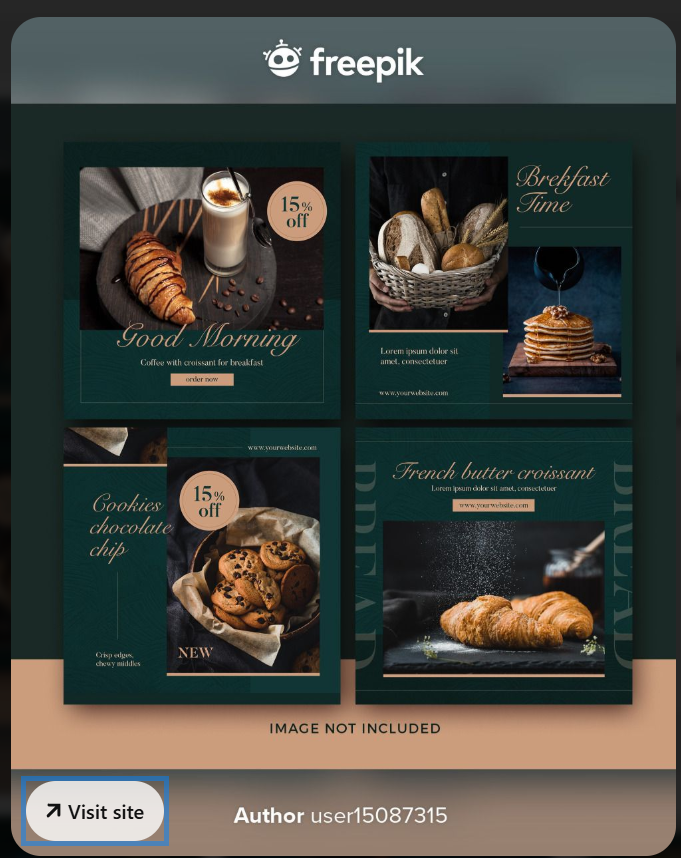 freepik
15%
off
Good Morning
Coffee with croissant for breakfast
order now
Brekfast
Time
Lorem ipsum dolor sit
amet, consectetuer
www.yourwebsite.com
www.yourwebsite.com
15%
off
Cookies
chocolate
chip
Crisp edges,
chewy middles
NEW
French butter croissant
Lorem ipsum dolor sit amet, consectetuer
www.yourwebsite.com
BREAD
BREAD
IMAGE NOT INCLUDED
Visit site
Author user15087315